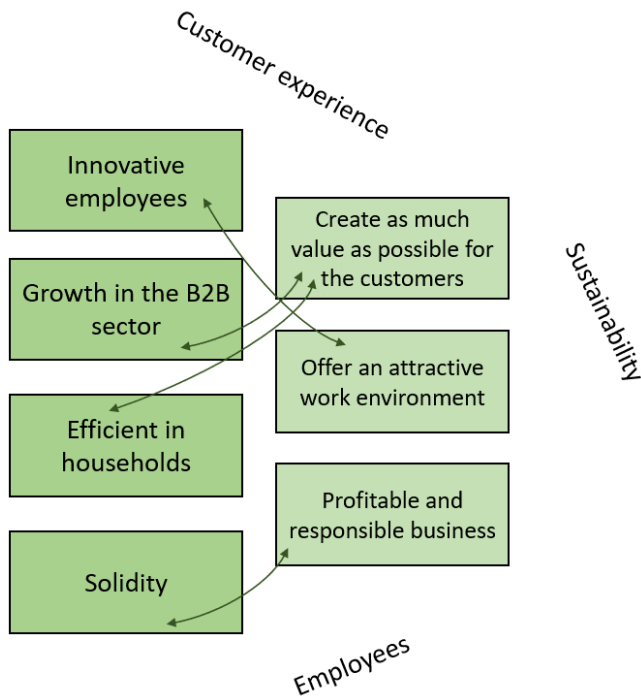 Customer experience
Innovative
employees
Growth in the B2B
sector
Efficient in
households
Solidity
Create as much
value as possible for
the customers
Offer an attractive
work environment
Profitable and
responsible business
Sustainability
Employees